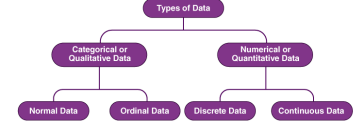 Types of Data
Categorical or
Qualitative Data
Numerical or
Quantitative Data
Normal Data
Ordinal Data
Discrete Data
Continuous Data